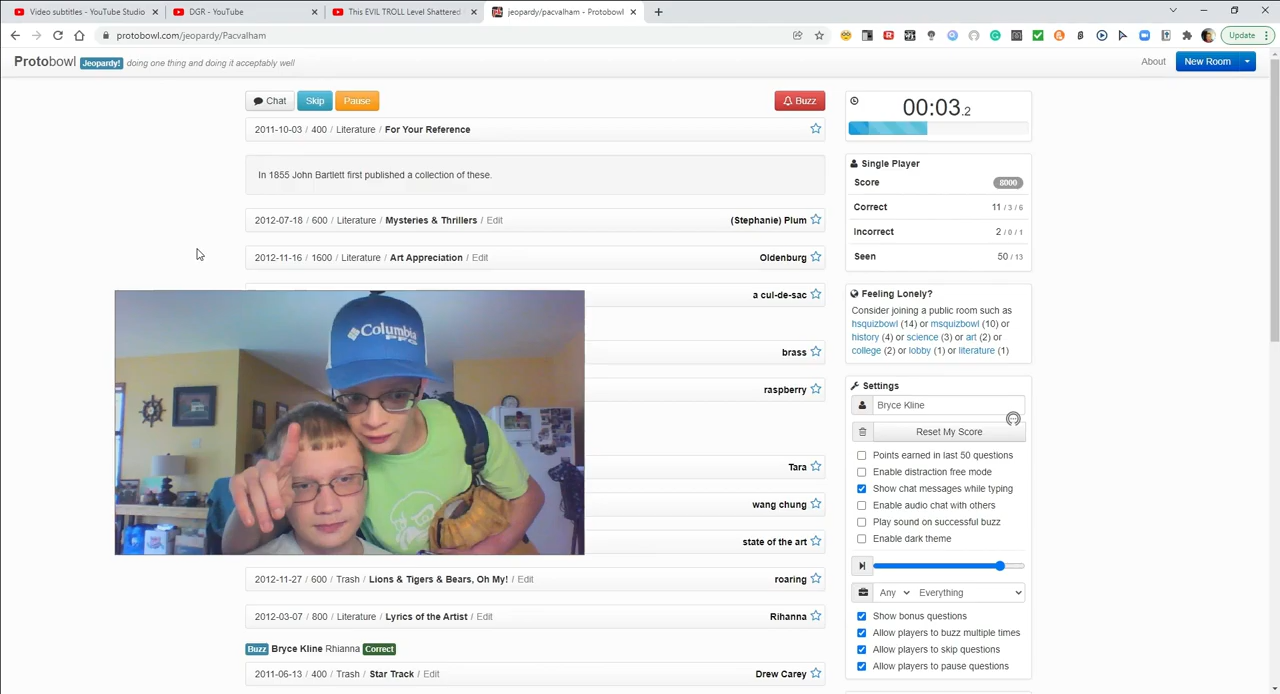 Video subtitles - YouTube Studio
DGR - YouTube
This EVIL TROLL Level Shattered
jeopardy/pacvalham - Protobowl
protobowl.com/jeopardy/Pacvalham
Update
Protobowl Jeopardy! doing one thing and doing it acceptably well
About
New Room
Chat
Skip
Pause
Buzz
2011-10-03 / 400 / Literature / For Your Reference
In 1855 John Bartlett first published a collection of these.
2012-07-18 / 600 / Literature / Mysteries & Thrillers / Edit (Stephanie) Plum
2012-11-16 / 1600 / Literature / Art Appreciation / Edit Oldenburg
a cul-de-sac
brass
raspberry
Tara
wang chung
state of the art
2012-11-27 / 600 / Trash / Lions & Tigers & Bears, Oh My! / Edit roaring
2012-03-07 / 800 / Literature / Lyrics of the Artist / Edit Rihanna
Buzz Bryce Kline Rhianna Correct
2011-06-13 / 400 / Trash / Star Track / Edit Drew Carey
Columbia
00:03.2
Single Player
Score 8000
Correct 11 / 3 / 6
Incorrect 2 / 0 / 1
Seen 50 / 13
Feeling Lonely?
Consider joining a public room such as
hsquizbowl (14) or msquizbowl (10) or
history (4) or science (3) or art (2) or
college (2) or lobby (1) or literature (1)
Settings
Bryce Kline
Reset My Score
Points earned in last 50 questions
Enable distraction free mode
Show chat messages while typing
Enable audio chat with others
Play sound on successful buzz
Enable dark theme
Any Everything
Show bonus questions
Allow players to buzz multiple times
Allow players to skip questions
Allow players to pause questions